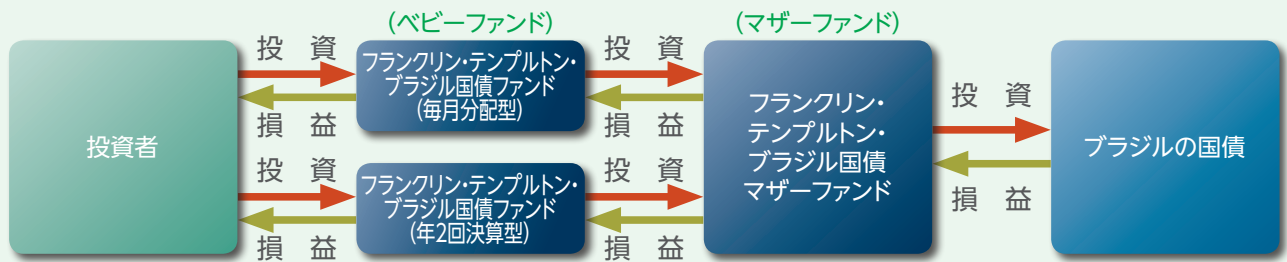 (ベビーファンド)
(マザーファンド)
投資者
投 資
損 益
フランクリン・テンプルトン・
ブラジル国債ファンド
(毎月分配型)
投 資
損 益
投 資
損 益
フランクリン・テンプルトン・
ブラジル国債ファンド
(年2回決算型)
投 資
損 益
フランクリン・
テンプルトン・
ブラジル国債
マザーファンド
投 資
損 益
ブラジルの国債